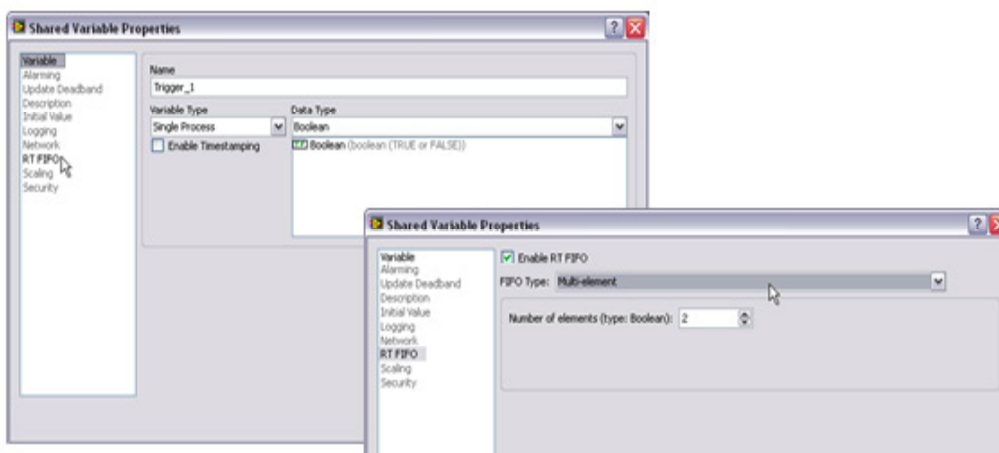 Shared Variable Properties
Variable
Alarming
Update Deadband
Description
Initial Value
Logging
Network
RT FIFO
Scaling
Security
Name
Trigger_1
Variable Type
Data Type
Single Process
Boolean
Enable Timestamping
Boolean (boolean (TRUE or FALSE))
Shared Variable Properties
Variable
Alarming
Update Deadband
Description
Initial Value
Logging
Network
RT FIFO
Scaling
Security
Enable RT FIFO
FIFO Type: Multi-element
Number of elements (type: Boolean): 2